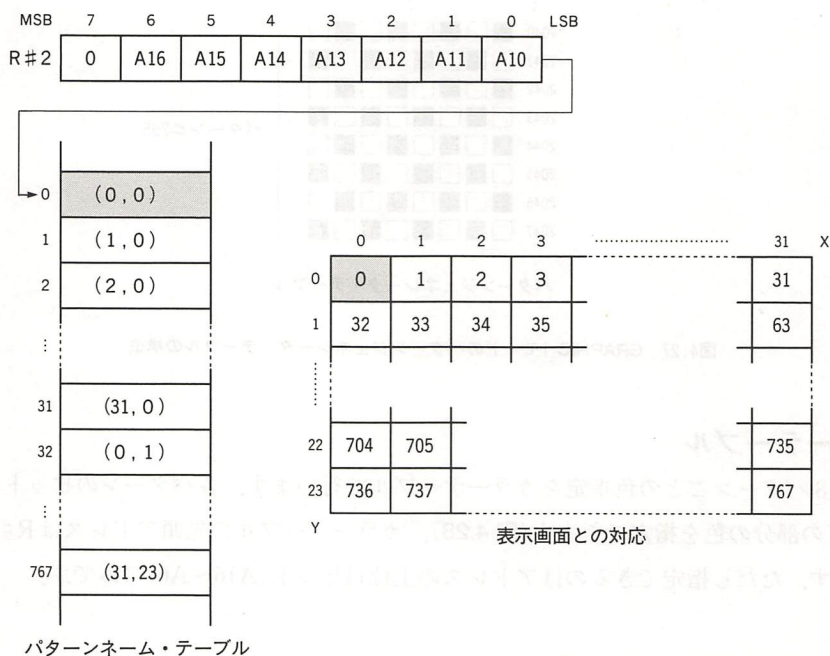 MSB 7 6 5 4 3 2 1 0 LSB
R#2 0 A16 A15 A14 A13 A12 A11 A10
0 (0,0)
1 (1,0)
2 (2,0)
⋮
31 (31,0)
32 (0,1)
767 (31,23)
パターンネーム・テーブル
0 1 2 3 ………… 31 X
0 0 1 2 3 31
1 32 33 34 35 63
22 704 705 735
23 736 737 767
Y
表示画面との対応